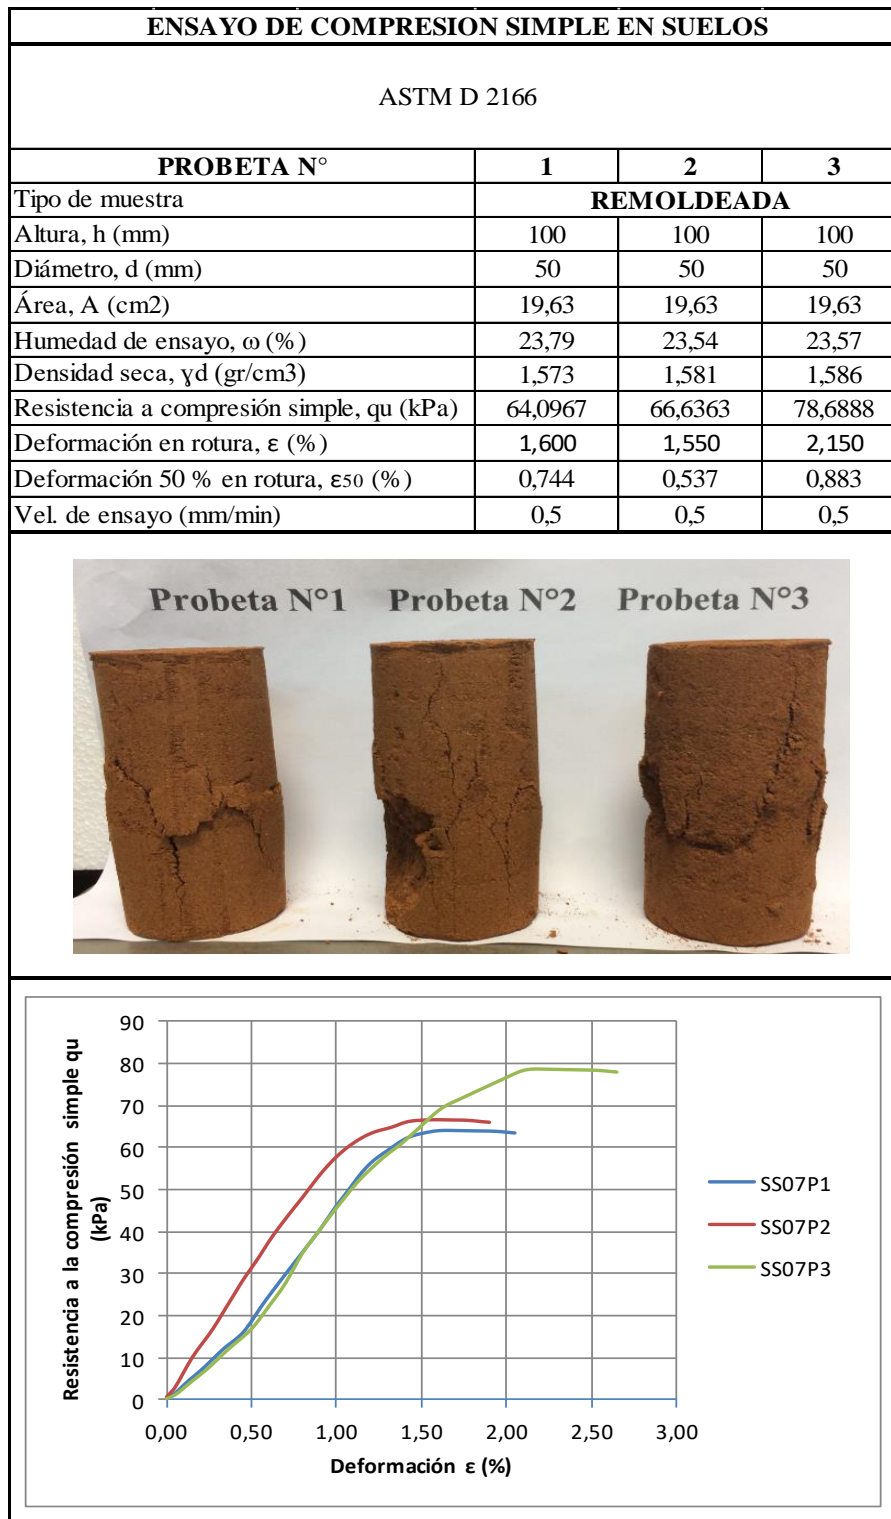 ENSAYO DE COMPRESION SIMPLE EN SUELOS
ASTM D 2166
PROBETA N° 1 2 3
Tipo de muestra REMOLDEADA
Altura, h (mm) 100 100 100
Diámetro, d (mm) 50 50 50
Área, A (cm2) 19,63 19,63 19,63
Humedad de ensayo, ω (%) 23,79 23,54 23,57
Densidad seca, γd (gr/cm3) 1,573 1,581 1,586
Resistencia a compresión simple, qu (kPa) 64,0967 66,6363 78,6888
Deformación en rotura, ε (%) 1,600 1,550 2,150
Deformación 50 % en rotura, ε50 (%) 0,744 0,537 0,883
Vel. de ensayo (mm/min) 0,5 0,5 0,5
Probeta N°1 Probeta N°2 Probeta N°3
Resistencia a la compresión simple qu
(kPa)
90
80
70
60
50
40
30
20
10
0
0,00 0,50 1,00 1,50 2,00 2,50 3,00
Deformación ε (%)
SS07P1
SS07P2
SS07P3